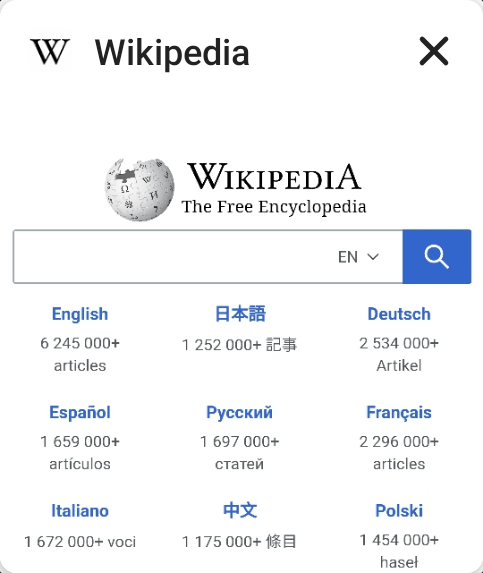 W Wikipedia
WIKIPEDIA
The Free Encyclopedia
EN
English 日本語 Deutsch
6 245 000+ 1 252 000+ 記事 2 534 000+
articles Artikel
Español Русский Français
1 659 000+ 1 697 000+ 2 296 000+
artículos статей articles
Italiano 中文 Polski
1 672 000+ voci 1 175 000+ 條目 1 454 000+
haseł